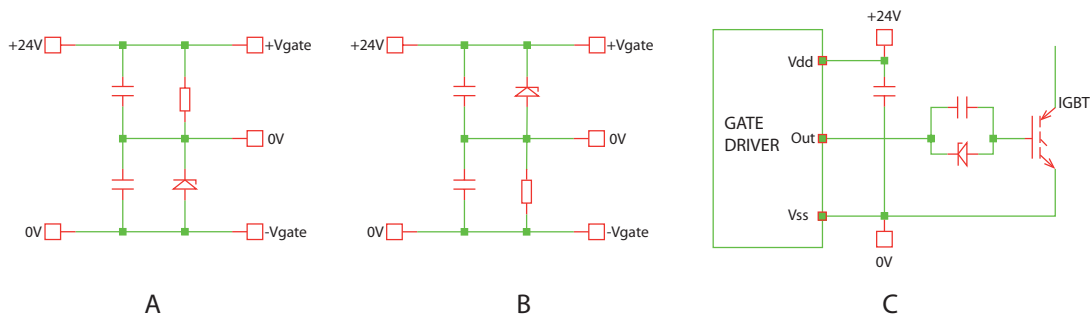 +24V
+Vgate
0V
0V
-Vgate
A
+24V
+Vgate
0V
0V
-Vgate
B
+24V
Vdd
GATE
DRIVER
Out
IGBT
Vss
0V
C